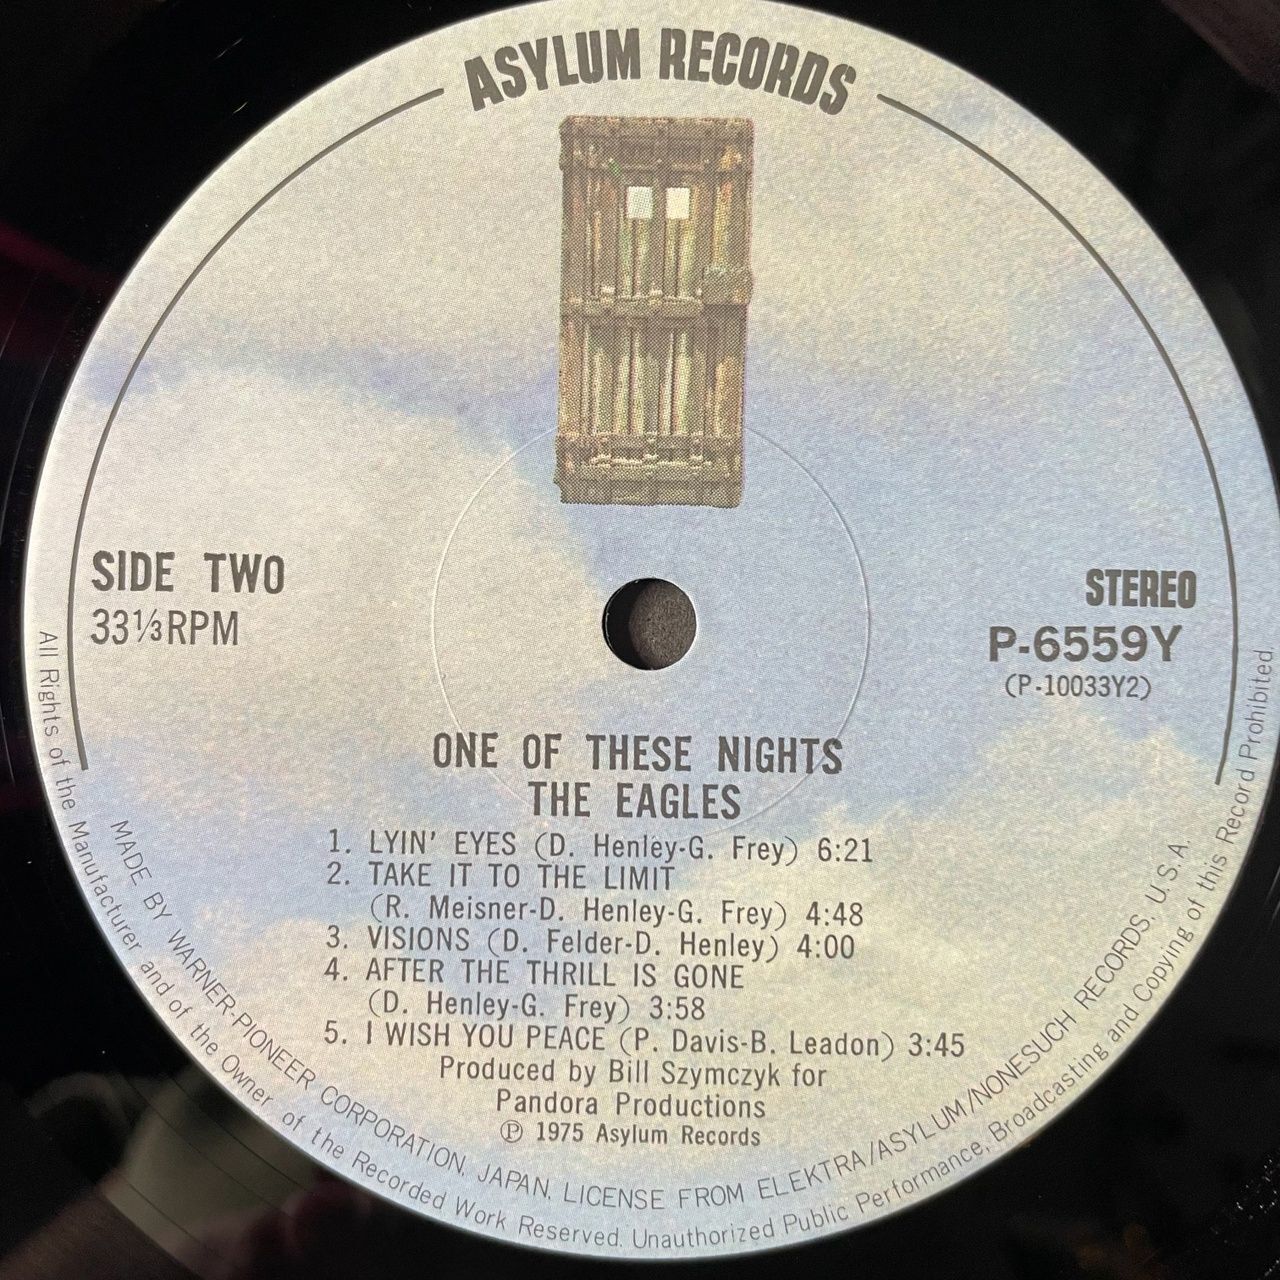 ASYLUM RECORDS
SIDE TWO
33⅓RPM
STEREO
P-6559Y
(P-10033Y2)
ONE OF THESE NIGHTS
THE EAGLES
1. LYIN' EYES (D. Henley-G. Frey) 6:21
2. TAKE IT TO THE LIMIT
(R. Meisner-D. Henley-G. Frey) 4:48
3. VISIONS (D. Felder-D. Henley) 4:00
4. AFTER THE THRILL IS GONE
(D. Henley-G. Frey) 3:58
5. I WISH YOU PEACE (P. Davis-B. Leadon) 3:45
Produced by Bill Szymczyk for
Pandora Productions
Ⓟ 1975 Asylum Records
MADE BY WARNER-PIONEER CORPORATION, JAPAN, LICENSE FROM ELEKTRA/ASYLUM/NONESUCH RECORDS, U.S.A.
All Rights of the Manufacturer and of the Owner of the Recorded Work Reserved. Unauthorized Public Performance, Broadcasting and Copying of this Record Prohibited.